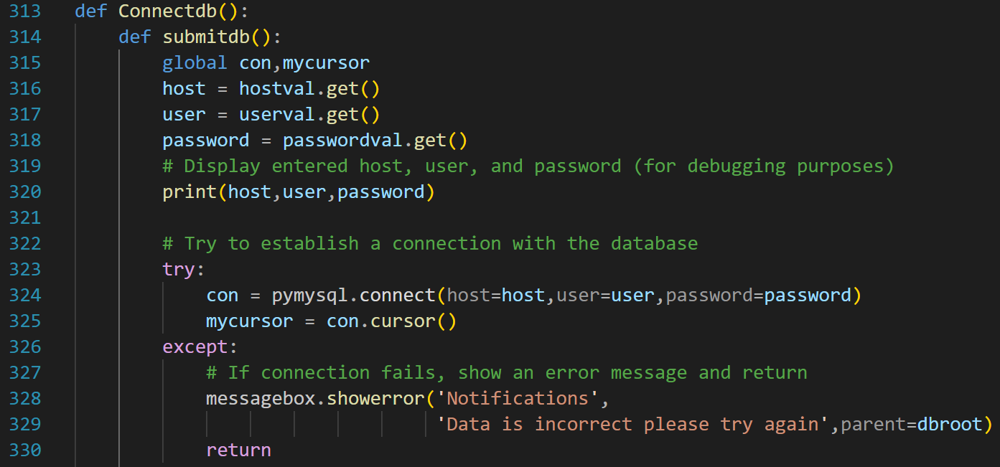 313 def Connectdb():
314     def submitdb():
315         global con,mycursor
316         host = hostval.get()
317         user = userval.get()
318         password = passwordval.get()
319         # Display entered host, user, and password (for debugging purposes)
320         print(host,user,password)
321
322         # Try to establish a connection with the database
323         try:
324             con = pymysql.connect(host=host,user=user,password=password)
325             mycursor = con.cursor()
326         except:
327             # If connection fails, show an error message and return
328             messagebox.showerror('Notifications',
329                                  'Data is incorrect please try again',parent=dbroot)
330             return